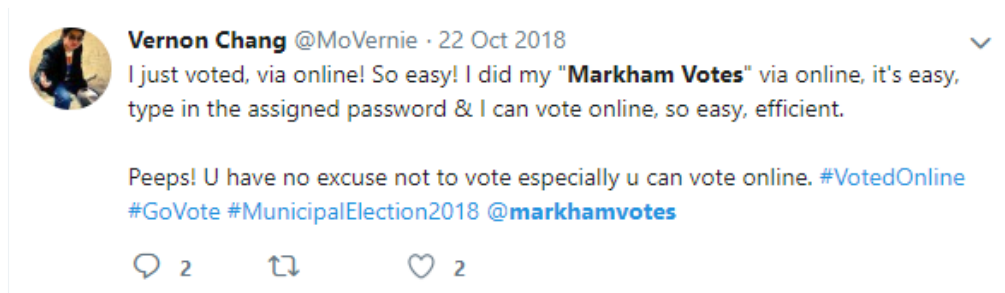 Vernon Chang @MoVernie · 22 Oct 2018
I just voted, via online! So easy! I did my "Markham Votes" via online, it's easy,
type in the assigned password & I can vote online, so easy, efficient.
Peeps! U have no excuse not to vote especially u can vote online. #VotedOnline
#GoVote #MunicipalElection2018 @markhamvotes
2 2